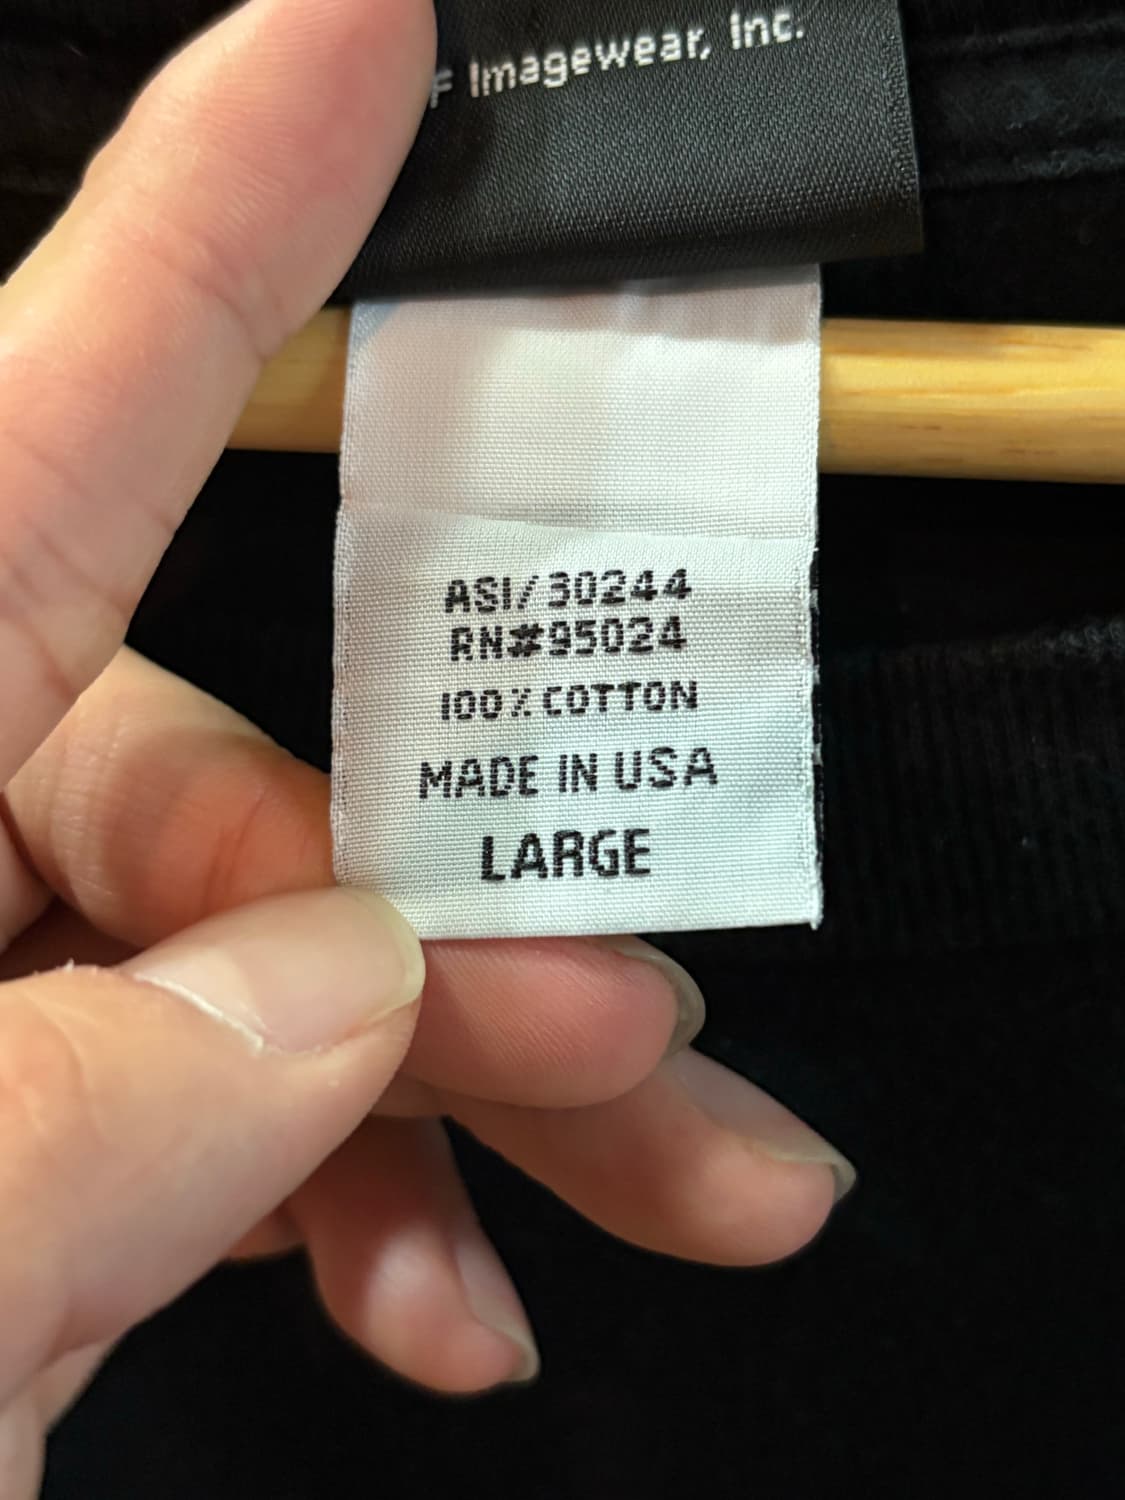 F Imagewear, Inc.
ASI/30244
RN#95024
100% COTTON
MADE IN USA
LARGE